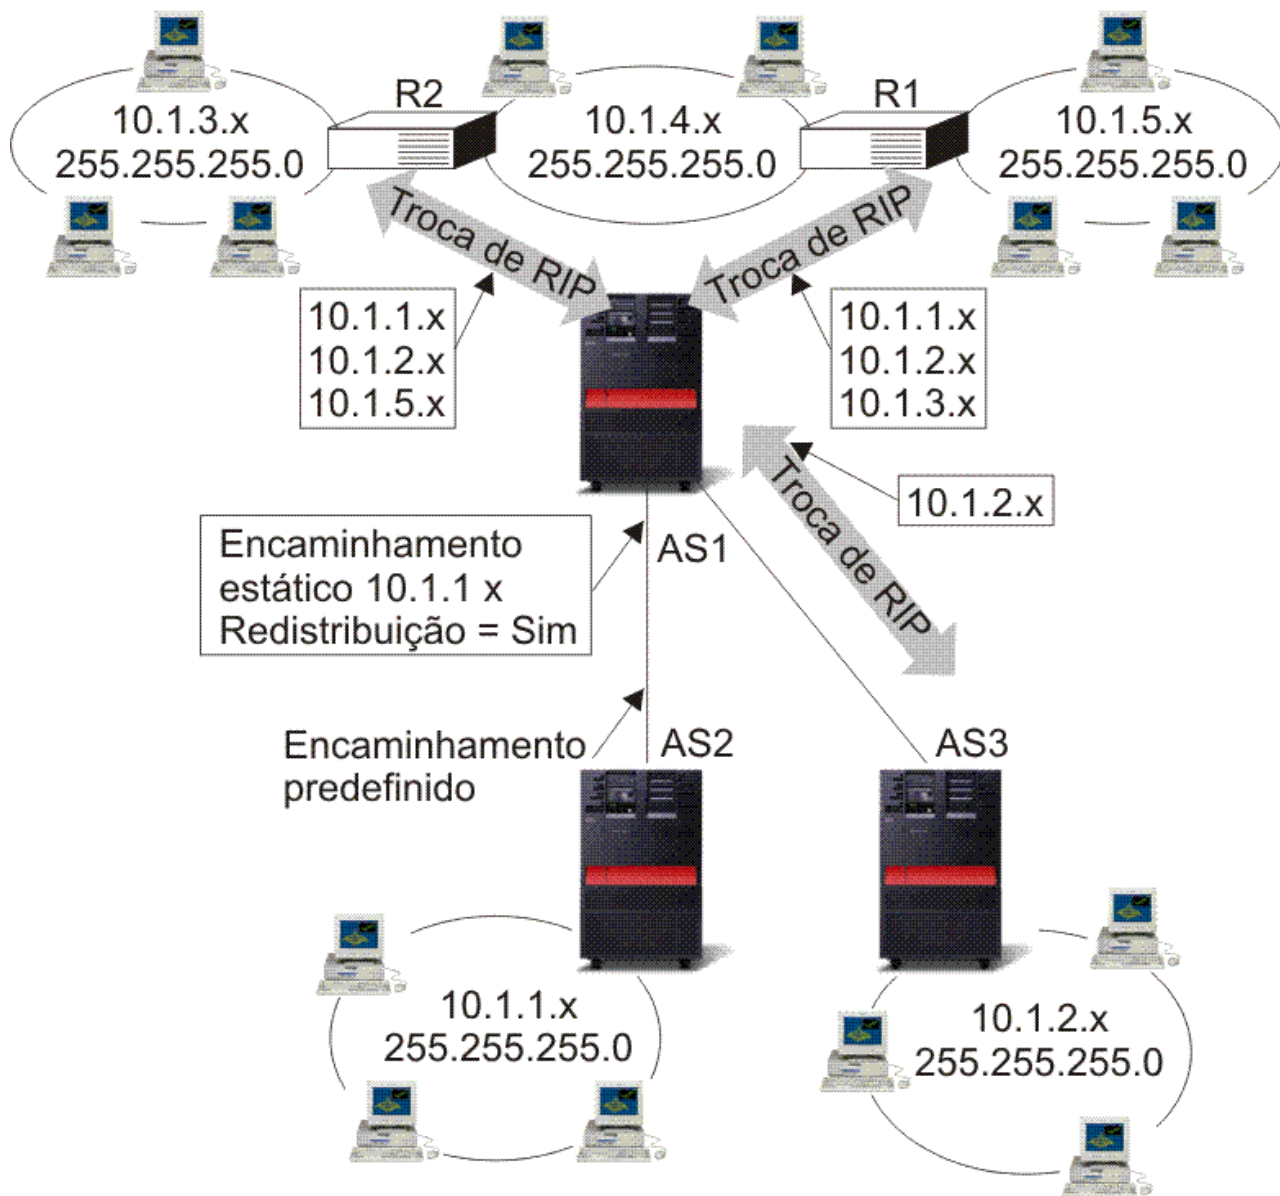 R2
R1
10.1.3.x
255.255.255.0
10.1.4.x
255.255.255.0
10.1.5.x
255.255.255.0
Troca de RIP
Troca de RIP
10.1.1.x
10.1.2.x
10.1.5.x
10.1.1.x
10.1.2.x
10.1.3.x
Troca de RIP
10.1.2.x
Encaminhamento
estático 10.1.1 x
Redistribuição = Sim
AS1
Encaminhamento
predefinido
AS2
AS3
10.1.1.x
255.255.255.0
10.1.2.x
255.255.255.0